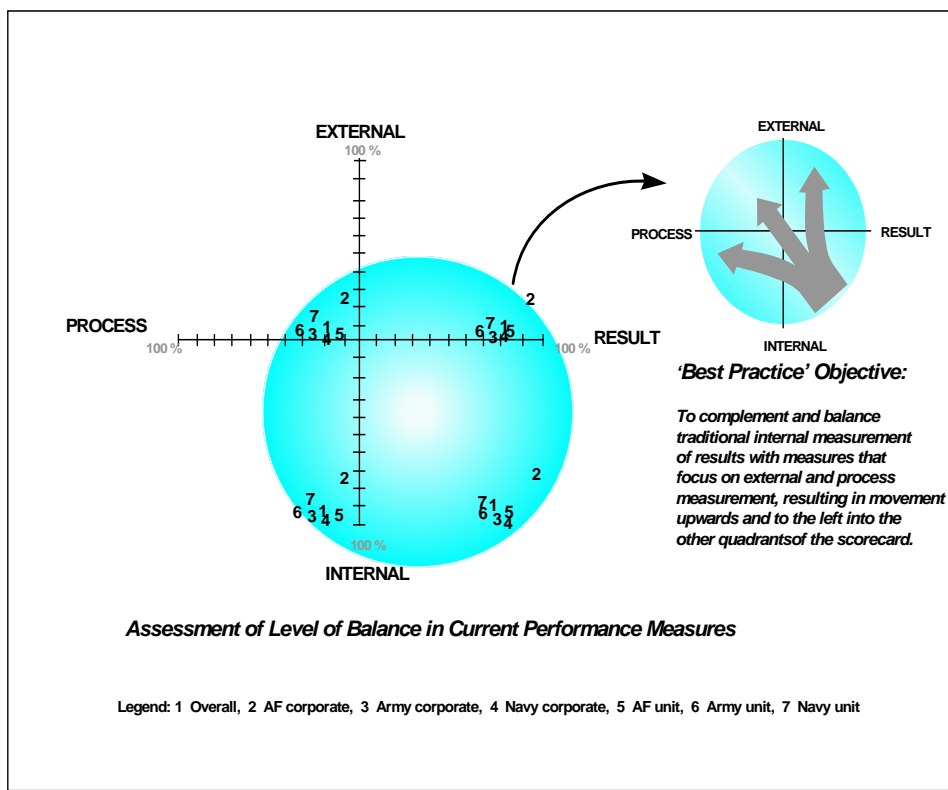 EXTERNAL
100 %
EXTERNAL
PROCESS
RESULT
INTERNAL
2
7
6 3 1 4 5
2
6 7 3 1 4 5
PROCESS
100 %
RESULT
100 %
2
7
6 3 1 4 5
2
7 6 1 3 5 4
100 %
INTERNAL
‘Best Practice’ Objective:
To complement and balance
traditional internal measurement
of results with measures that
focus on external and process
measurement, resulting in movement
upwards and to the left into the
other quadrantsof the scorecard.
Assessment of Level of Balance in Current Performance Measures
Legend: 1 Overall, 2 AF corporate, 3 Army corporate, 4 Navy corporate, 5 AF unit, 6 Army unit, 7 Navy unit